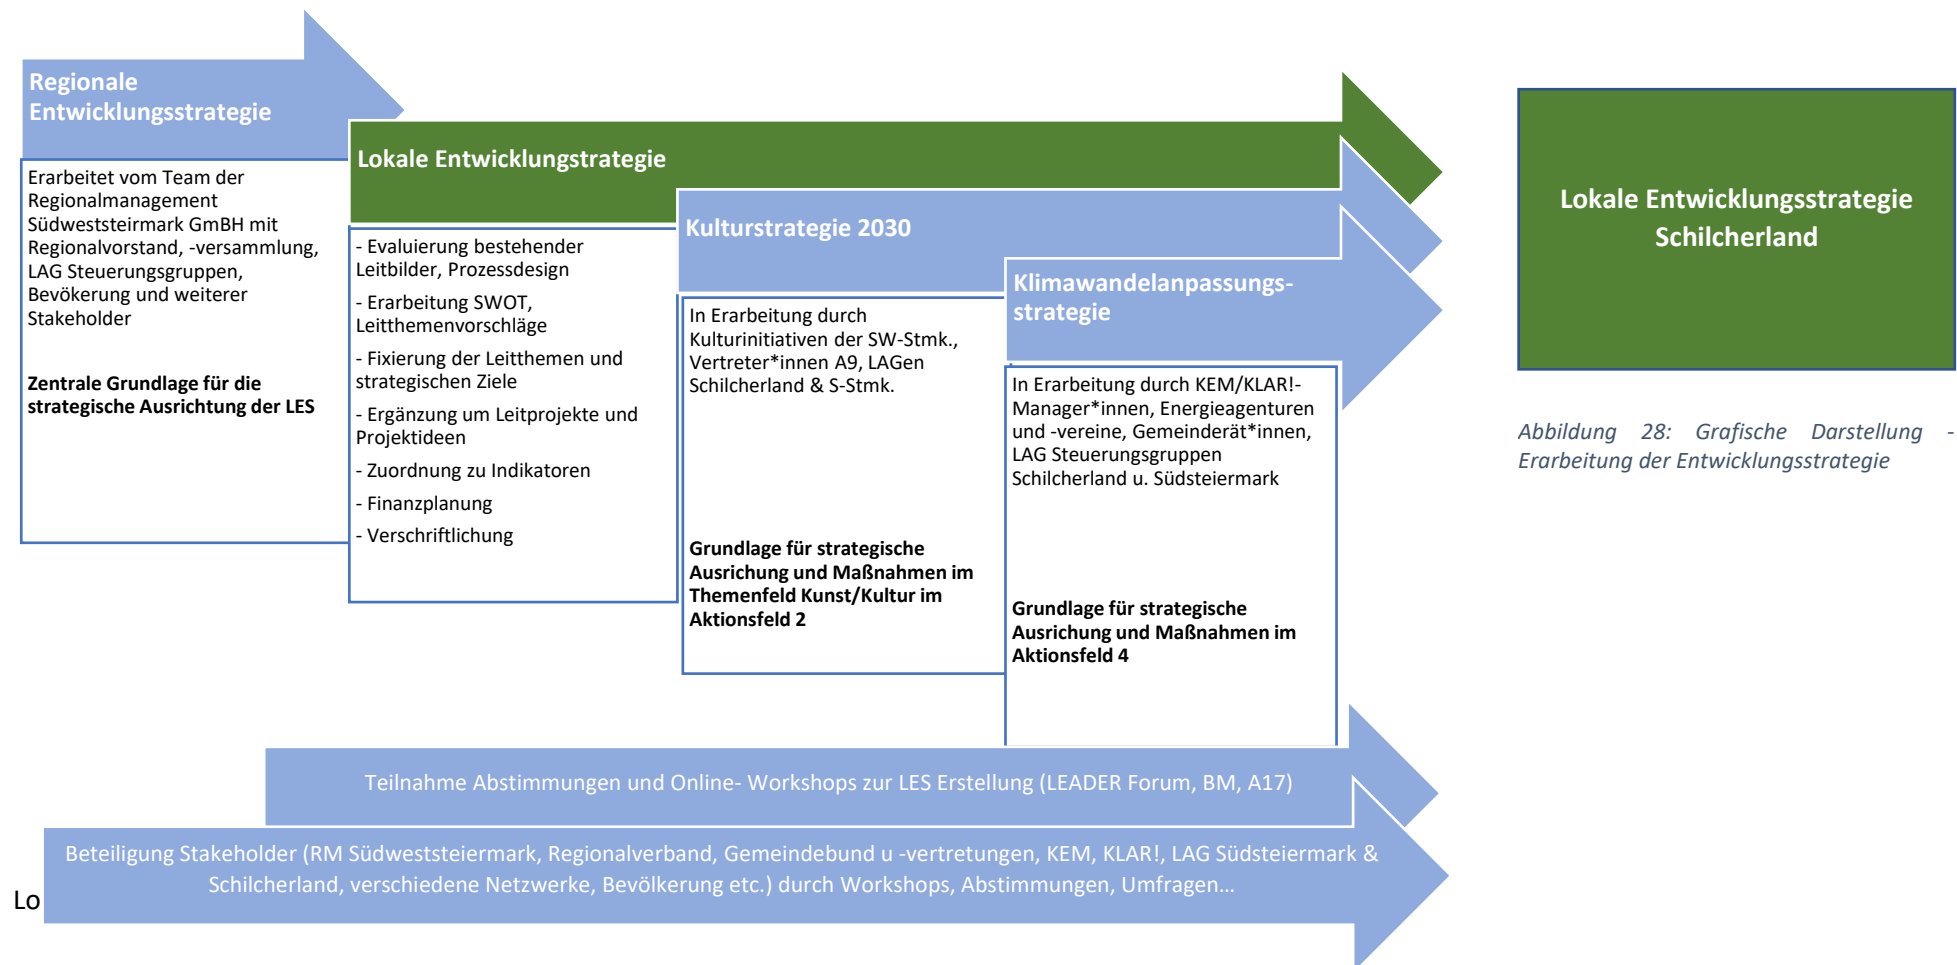 Regionale
Entwicklungsstrategie
Erarbeitet vom Team der
Regionalmanagement
Südweststeirmark GmBH mit
Regionalvorstand, -versammlung,
LAG Steuerungsgruppen,
Bevökerung und weiterer
Stakeholder
Zentrale Grundlage für die
strategische Ausrichtung der LES
Lokale Entwicklungstrategie
- Evaluierung bestehender
Leitbilder, Prozessdesign
- Erarbeitung SWOT,
Leitthemenvorschläge
- Fixierung der Leitthemen und
strategischen Ziele
- Ergänzung um Leitprojekte und
Projektideen
- Zuordnung zu Indikatoren
- Finanzplanung
- Verschriftlichung
Kulturstrategie 2030
In Erarbeitung durch
Kulturinitiativen der SW-Stmk.,
Vertreter*innen A9, LAGen
Schilcherland & S-Stmk.
Grundlage für strategische
Ausrichung und Maßnahmen im
Themenfeld Kunst/Kultur im
Aktionsfeld 2
Klimawandelanpassungs-
strategie
In Erarbeitung durch KEM/KLAR!-
Manager*innen, Energieagenturen
und -vereine, Gemeinderät*innen,
LAG Steuerungsgruppen
Schilcherland u. Südsteiermark
Grundlage für strategische
Ausrichung und Maßnahmen im
Aktionsfeld 4
Lokale Entwicklungsstrategie
Schilcherland
Abbildung 28: Grafische Darstellung -
Erarbeitung der Entwicklungsstrategie
Teilnahme Abstimmungen und Online- Workshops zur LES Erstellung (LEADER Forum, BM, A17)
Beteiligung Stakeholder (RM Südweststeiermark, Regionalverband, Gemeindebund u -vertretungen, KEM, KLAR!, LAG Südsteiermark &
Schilcherland, verschiedene Netzwerke, Bevölkerung etc.) durch Workshops, Abstimmungen, Umfragen…
Lo